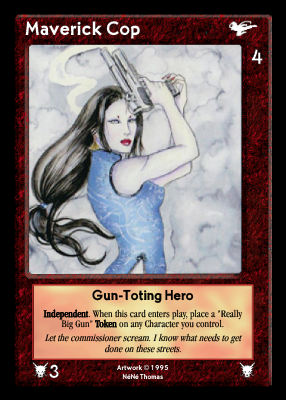 Maverick Cop
4
Gun-Toting Hero
Independent. When this card enters play, place a "Really
Big Gun" Token on any Character you control.
Let the commissioner scream. I know what needs to get
done on these streets.
3
Artwork © 1995
NéNé Thomas